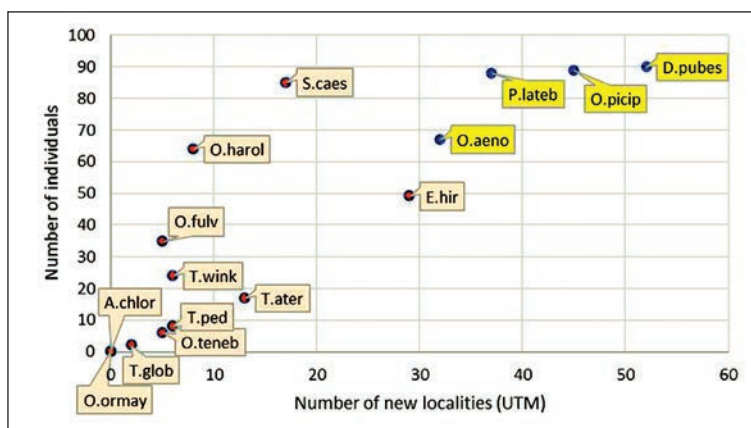 100
90
80
70
60
50
40
30
20
10
0
Number of individuals
D.pubes
O.picip
P.lateb
S.caes
O.aeno
O.harol
E.hir
O.fulv
T.wink
T.ater
A.chlor
T.ped
O.teneb
T.glob
O.ormay
0 10 20 30 40 50 60
Number of new localities (UTM)